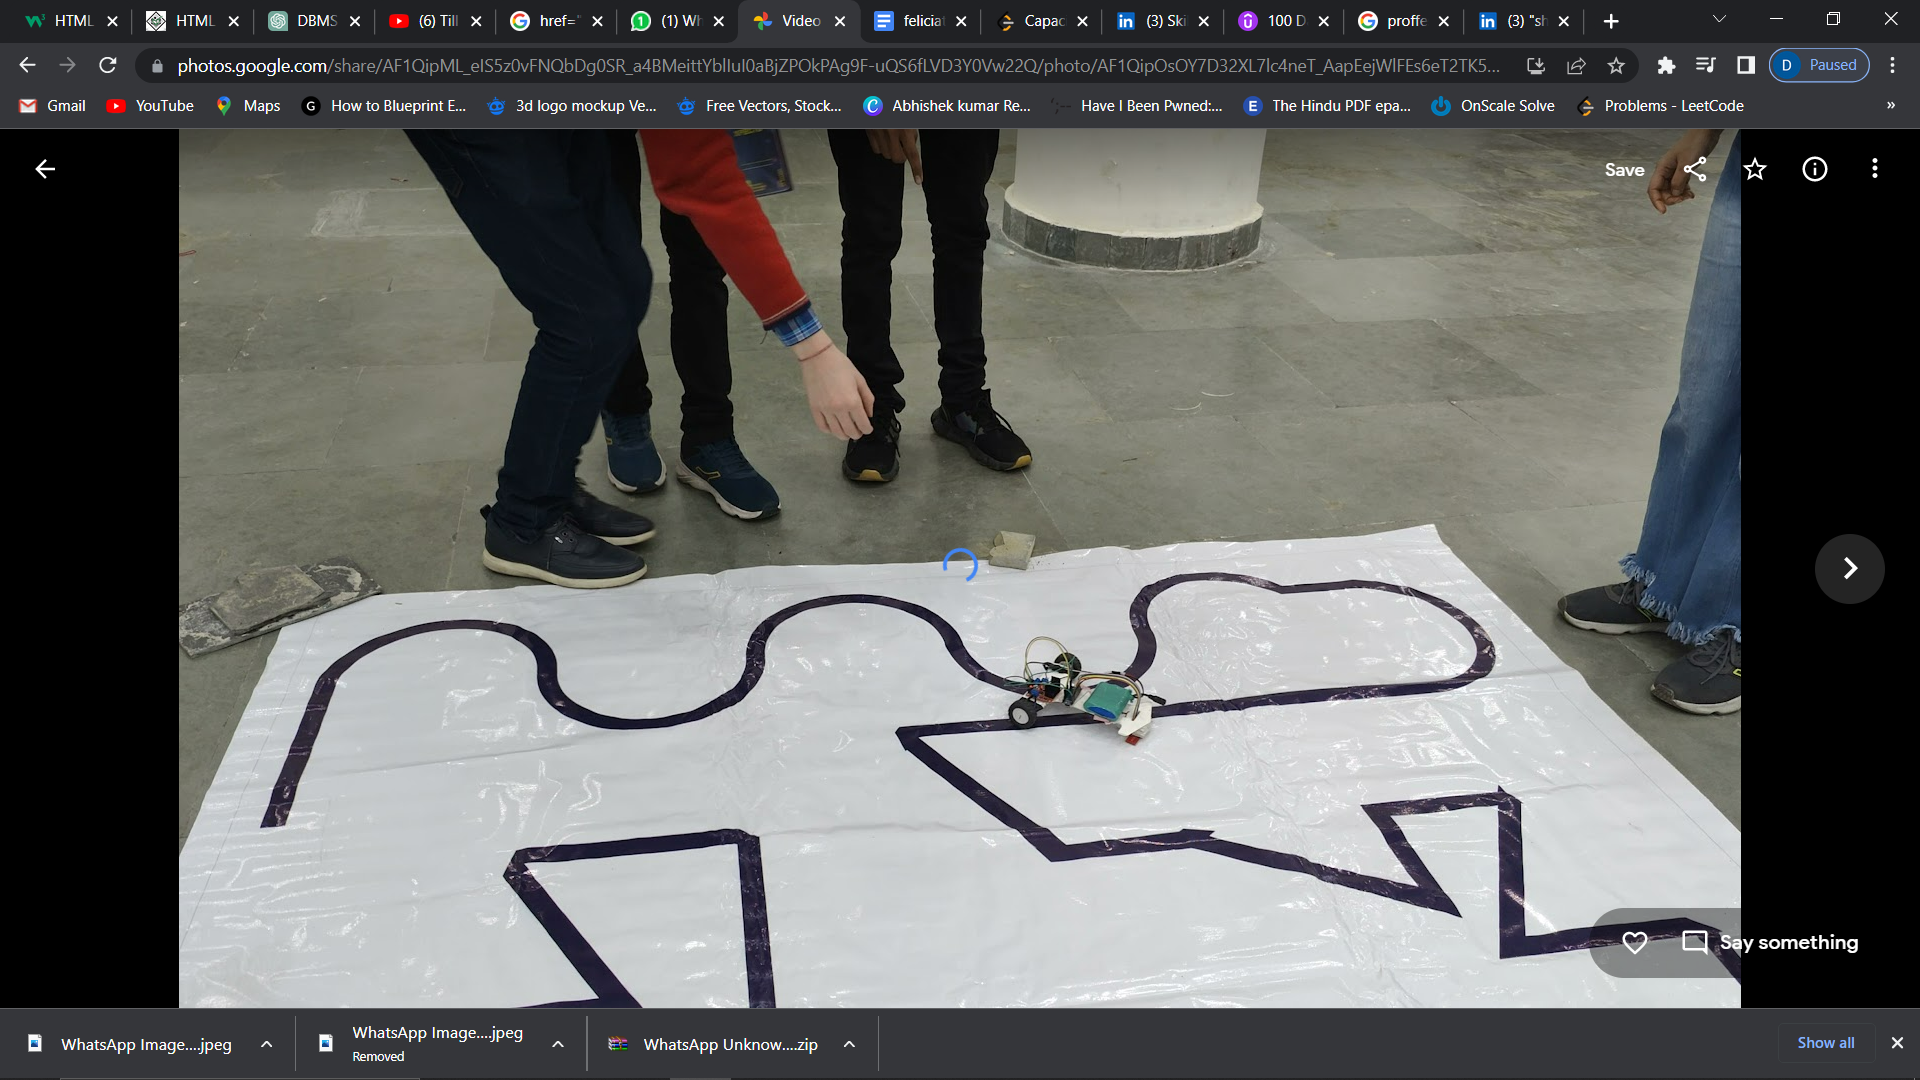 HTML
HTML
DBMS
(6) Till
href="
(1) Wh
Video
feliciat
Capac
(3) Ski
100 D
proffe
(3) "sh
photos.google.com/share/AF1QipML_eIS5z0vFNQbDg0SR_a4BMeittYblIuI0aBjZPOkPAg9F-uQS6fLVD3Y0Vw22Q/photo/AF1QipOsOY7D32XL7lc4neT_AapEejWlFEs6eT2TK5...
D Paused
Gmail
YouTube
Maps
How to Blueprint E...
3d logo mockup Ve...
Free Vectors, Stock...
Abhishek kumar Re...
Have I Been Pwned:...
The Hindu PDF epa...
OnScale Solve
Problems - LeetCode
»
Save
Say something
WhatsApp Image....jpeg
WhatsApp Image....jpeg
Removed
WhatsApp Unknow....zip
Show all